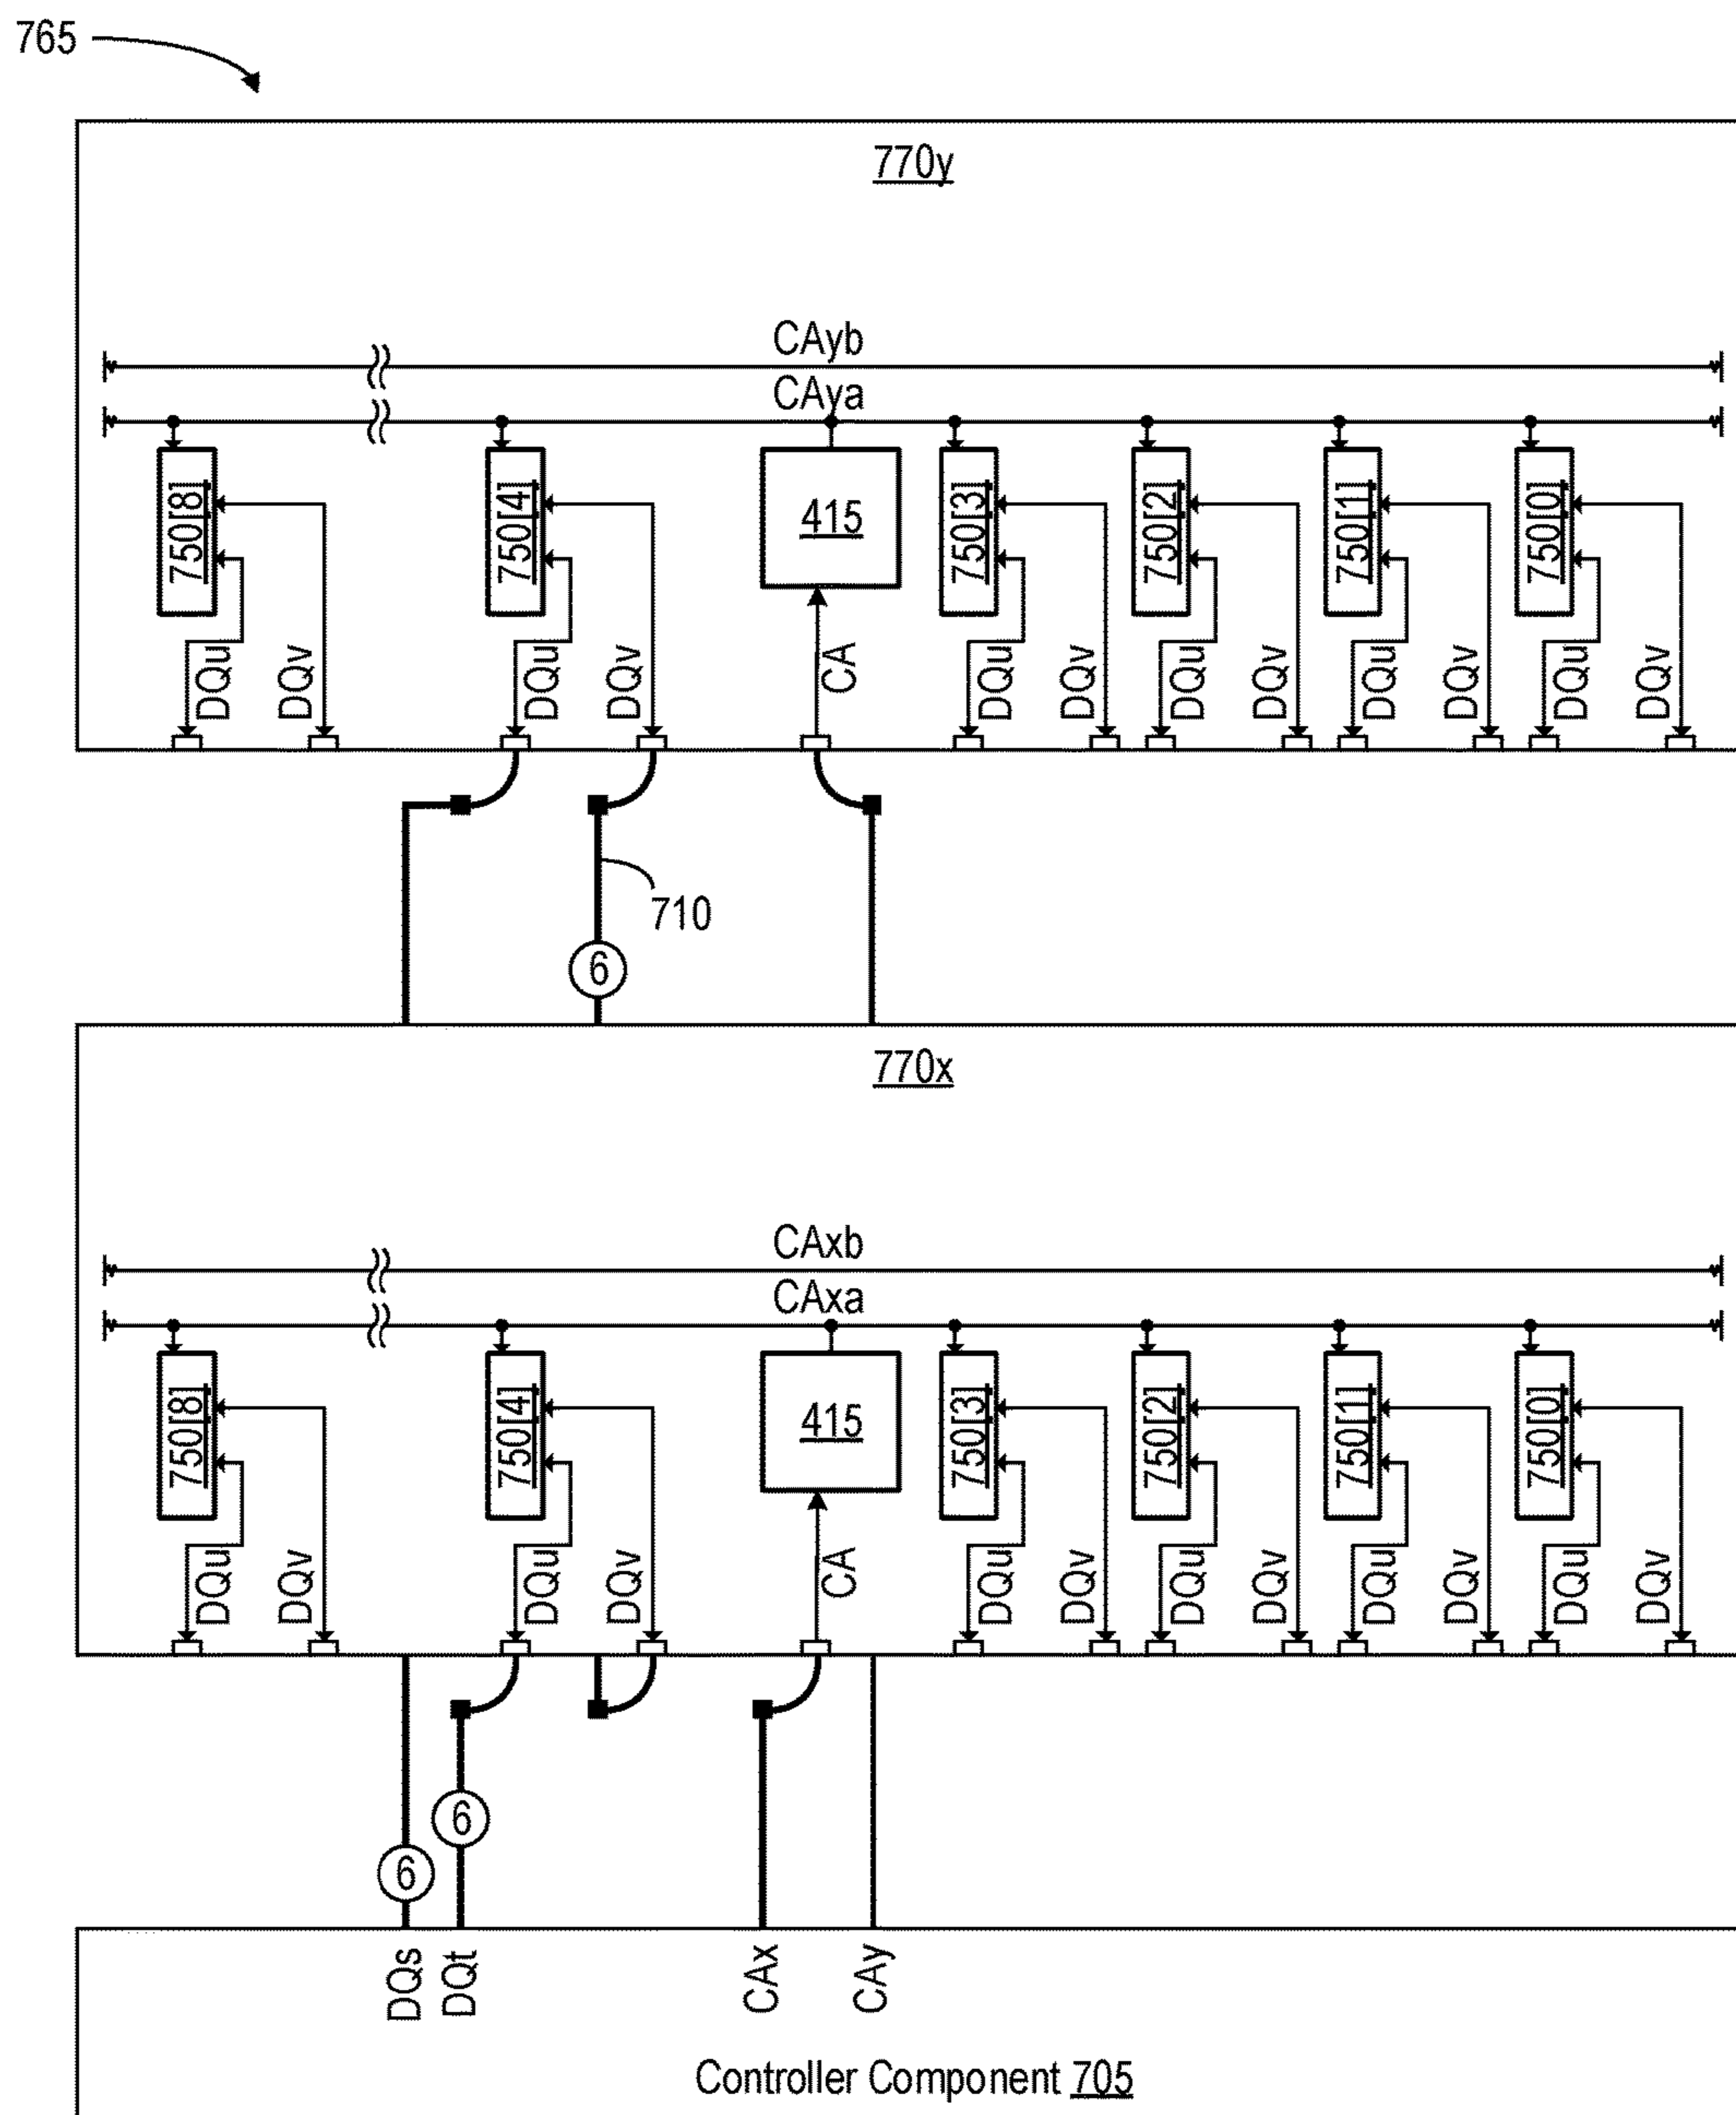 765
770y
CAyb
CAya
750[8] 750[4] 415 750[3] 750[2] 750[1] 750[0]
DQu DQv DQu DQv CA DQu DQv DQu DQv DQu DQv DQu DQv
710
6
770x
CAxb
CAxa
750[8] 750[4] 415 750[3] 750[2] 750[1] 750[0]
DQu DQv DQu DQv CA DQu DQv DQu DQv DQu DQv DQu DQv
6
6
DQs DQt CAx CAy
Controller Component 705